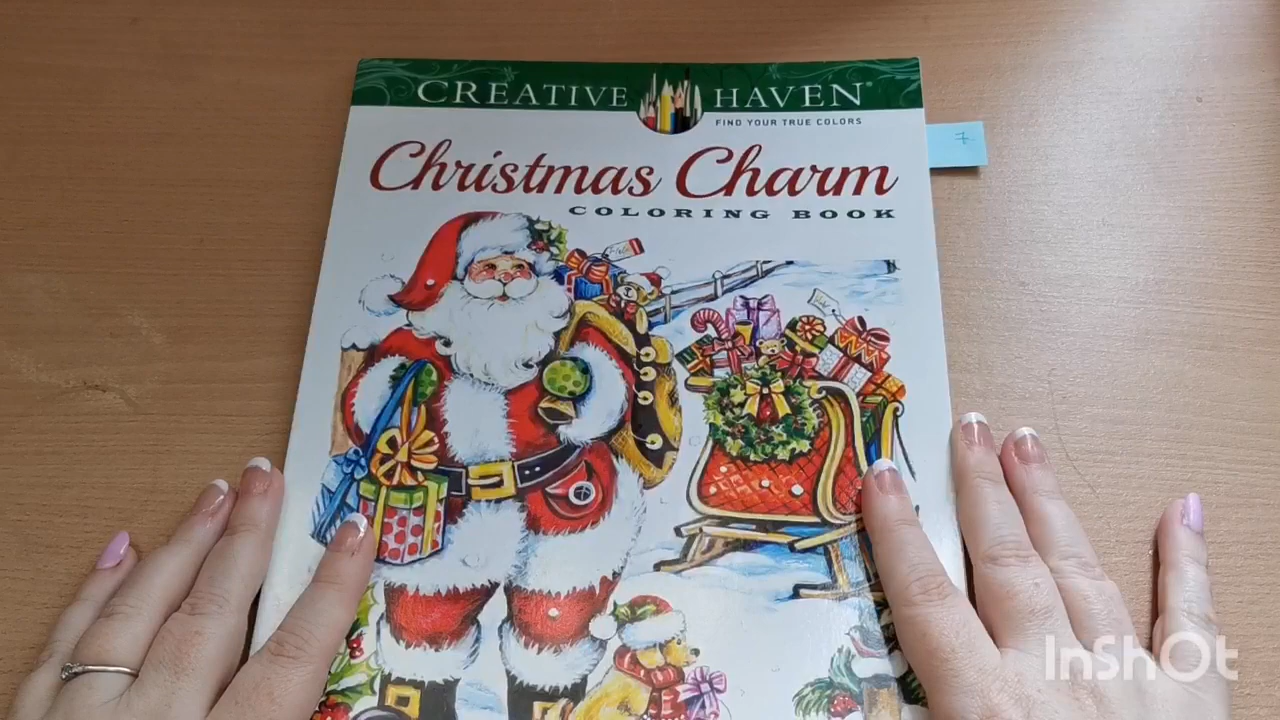 CREATIVE HAVEN®
FIND YOUR TRUE COLORS
Christmas Charm
COLORING BOOK
7
InShOt